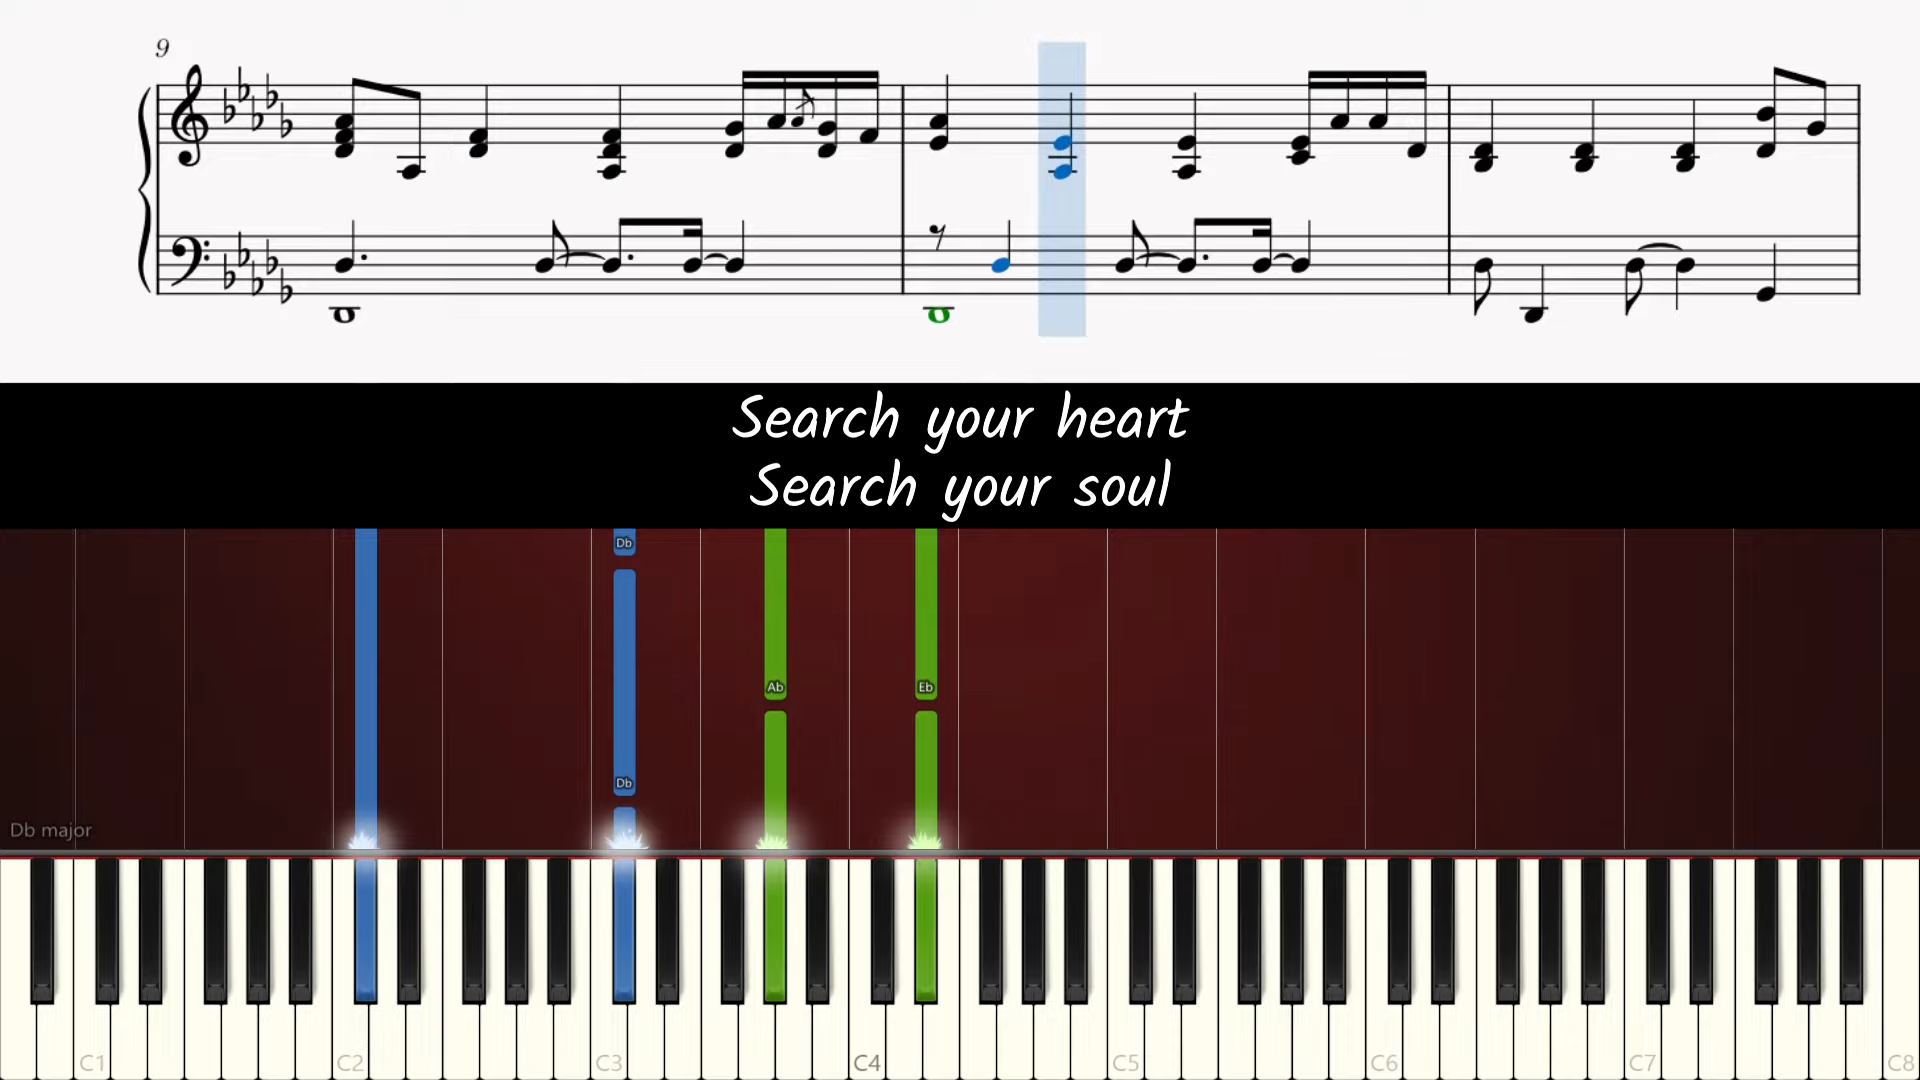 9
Search your heart
Search your soul
Db
Ab Eb
Db
Db major
C1 C2 C3 C4 C5 C6 C7 C8